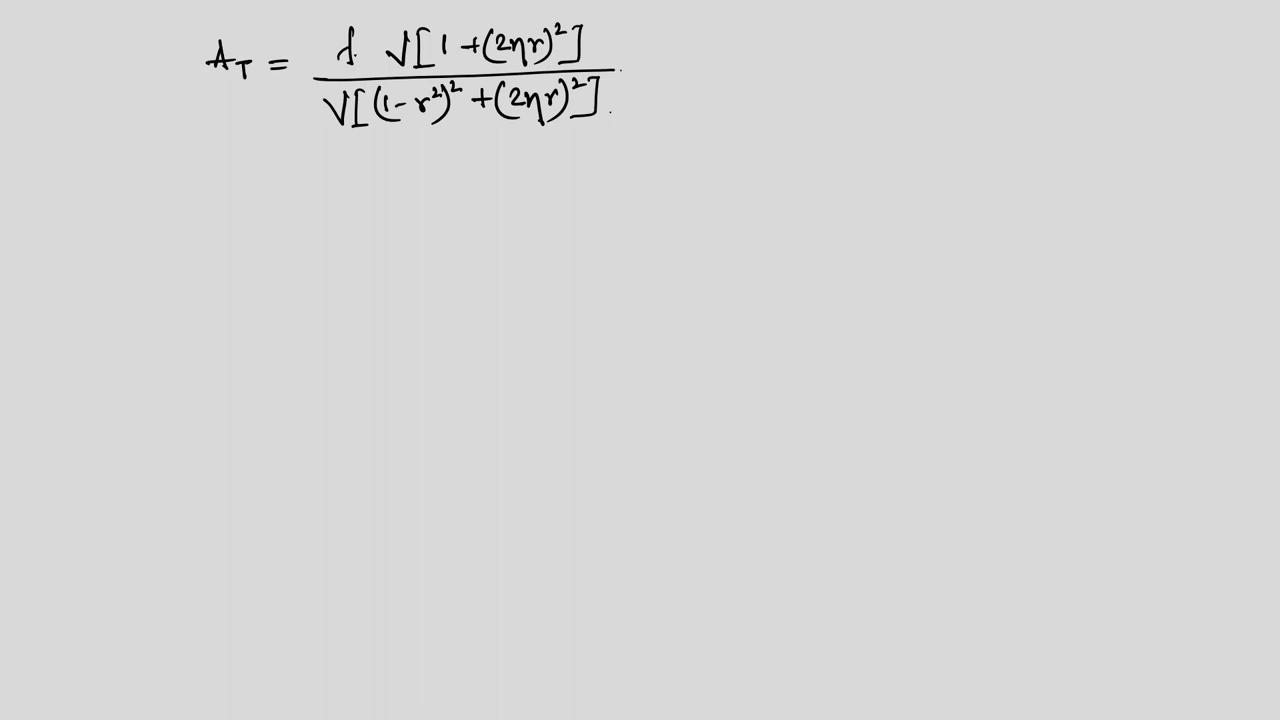 A_T = f √[1 + (2ηr)²] / √[(1 - r²)² + (2ηr)²]